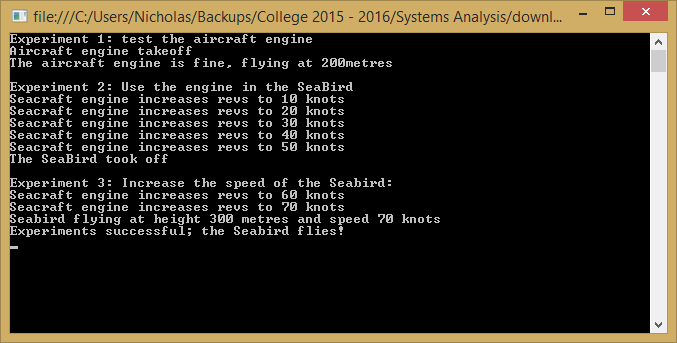 file:///C:/Users/Nicholas/Backups/College 2015 - 2016/Systems Analysis/downl...
Experiment 1: test the aircraft engine
Aircraft engine takeoff
The aircraft engine is fine, flying at 200metres
Experiment 2: Use the engine in the SeaBird
Seacraft engine increases revs to 10 knots
Seacraft engine increases revs to 20 knots
Seacraft engine increases revs to 30 knots
Seacraft engine increases revs to 40 knots
Seacraft engine increases revs to 50 knots
The SeaBird took off
Experiment 3: Increase the speed of the Seabird:
Seacraft engine increases revs to 60 knots
Seacraft engine increases revs to 70 knots
Seabird flying at height 300 metres and speed 70 knots
Experiments successful; the Seabird flies!